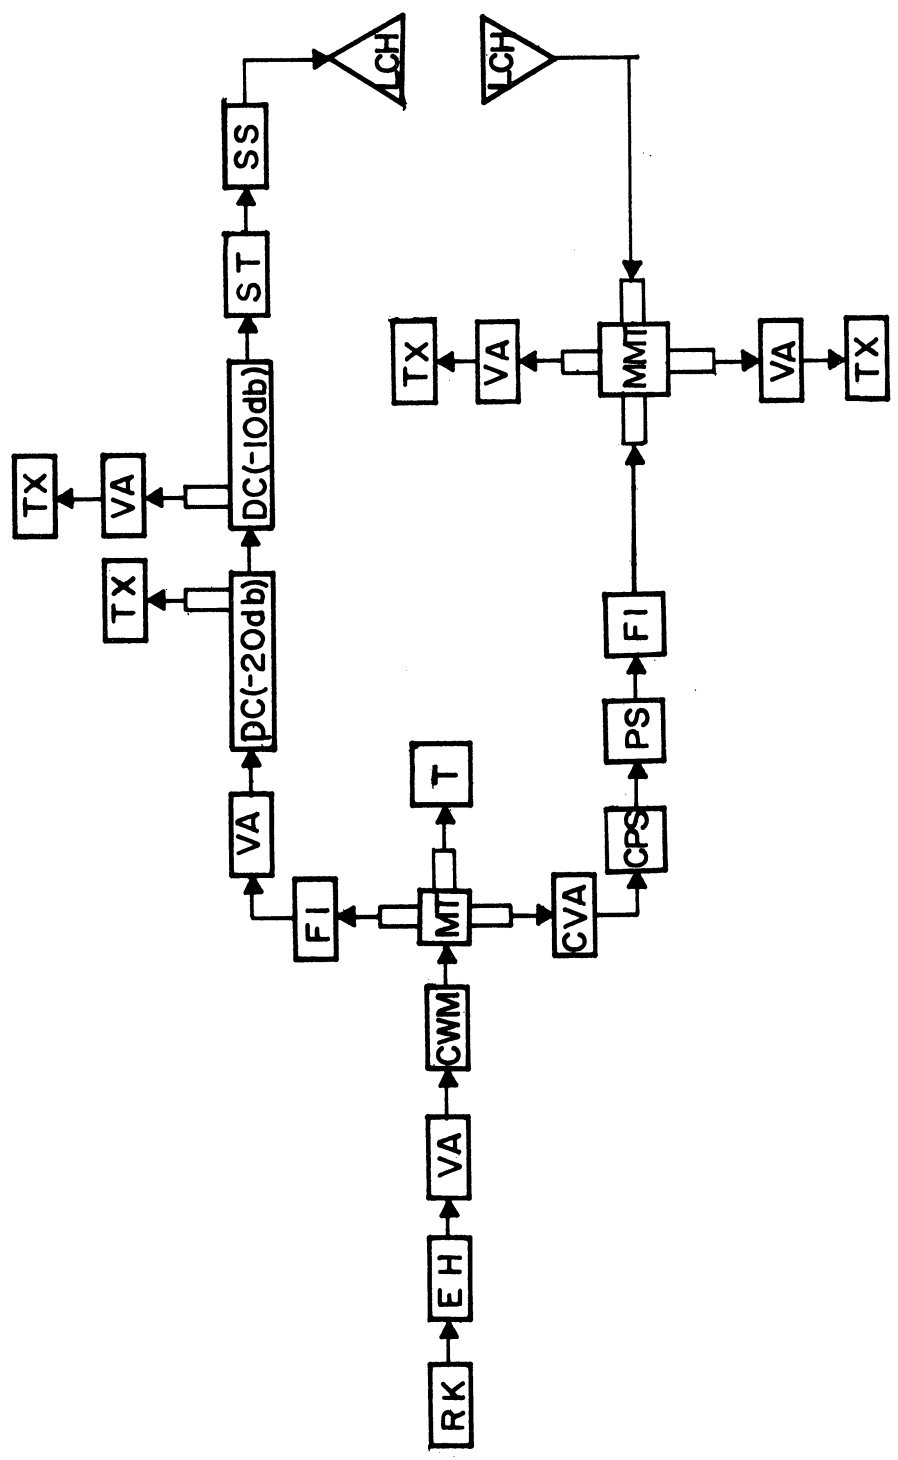 RK
EH
VA
CWM
MT
T
FI
VA
DC(-20db)
TX
DC(-10db)
VA
TX
ST
SS
LCH
CVA
CPS
PS
FI
MMT
VA
TX
VA
TX
LCH